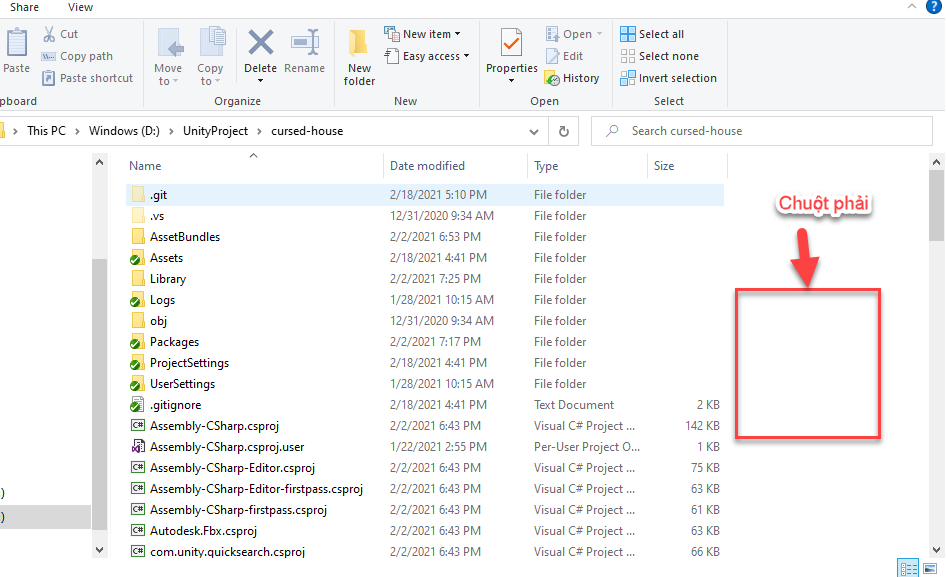 Share View
Cut
Copy path
Paste shortcut
Paste
pboard
Move to
Copy to
Delete
Rename
Organize
New folder
New item
Easy access
New
Properties
Open
Edit
History
Open
Select all
Select none
Invert selection
Select
This PC > Windows (D:) > UnityProject > cursed-house
Search cursed-house
Name Date modified Type Size
.git 2/18/2021 5:10 PM File folder
.vs 12/31/2020 9:34 AM File folder
AssetBundles 2/2/2021 6:53 PM File folder
Assets 2/18/2021 4:41 PM File folder
Library 2/2/2021 7:25 PM File folder
Logs 1/28/2021 10:15 AM File folder
obj 12/31/2020 9:34 AM File folder
Packages 2/2/2021 7:17 PM File folder
ProjectSettings 2/18/2021 4:41 PM File folder
UserSettings 1/28/2021 10:15 AM File folder
.gitignore 2/18/2021 4:41 PM Text Document 2 KB
Assembly-CSharp.csproj 2/2/2021 6:43 PM Visual C# Project ... 142 KB
Assembly-CSharp.csproj.user 1/22/2021 2:55 PM Per-User Project O... 1 KB
Assembly-CSharp-Editor.csproj 2/2/2021 6:43 PM Visual C# Project ... 75 KB
Assembly-CSharp-Editor-firstpass.csproj 2/2/2021 6:43 PM Visual C# Project ... 63 KB
Assembly-CSharp-firstpass.csproj 2/2/2021 6:43 PM Visual C# Project ... 61 KB
Autodesk.Fbx.csproj 2/2/2021 6:43 PM Visual C# Project ... 63 KB
com.unity.quicksearch.csproj 2/2/2021 6:43 PM Visual C# Project ... 66 KB
Chuột phải
)
)